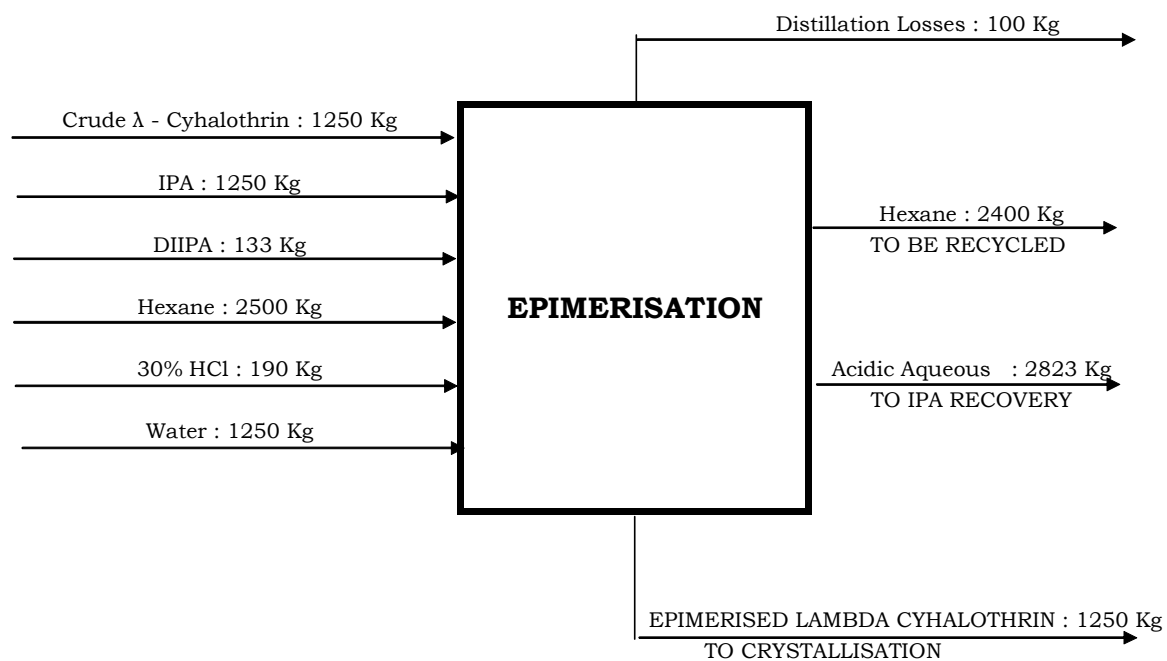 Distillation Losses : 100 Kg
Crude λ - Cyhalothrin : 1250 Kg
IPA : 1250 Kg
DIIPA : 133 Kg
Hexane : 2500 Kg
30% HCl : 190 Kg
Water : 1250 Kg
EPIMERISATION
Hexane : 2400 Kg
TO BE RECYCLED
Acidic Aqueous : 2823 Kg
TO IPA RECOVERY
EPIMERISED LAMBDA CYHALOTHRIN : 1250 Kg
TO CRYSTALLISATION